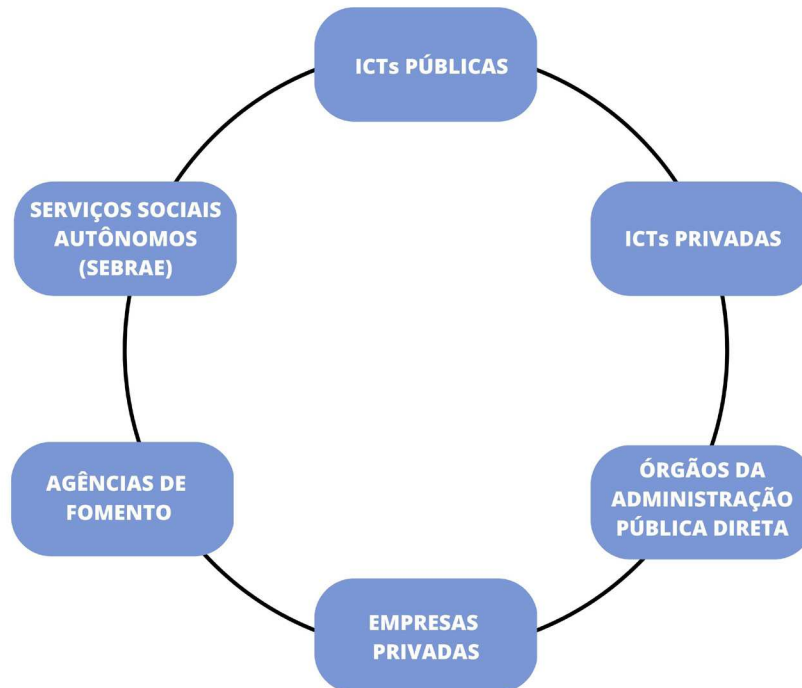 ICTs PÚBLICAS
SERVIÇOS SOCIAIS
AUTÔNOMOS
(SEBRAE)
ICTs PRIVADAS
AGÊNCIAS DE
FOMENTO
ÓRGÃOS DA
ADMINISTRAÇÃO
PÚBLICA DIRETA
EMPRESAS
PRIVADAS